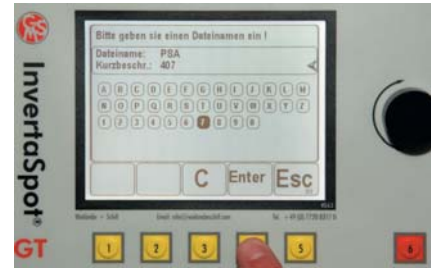 Bitte geben sie einen Dateinamen ein !
Dateiname: PSA
Kurzbeschr.: 407
A B C D E F G H I J K L M
N O P Q R S T U V W X Y Z
1 2 3 4 5 6 7 8 9 0
C Enter Esc
InvertaSpot®
GT
1 2 3 5 6